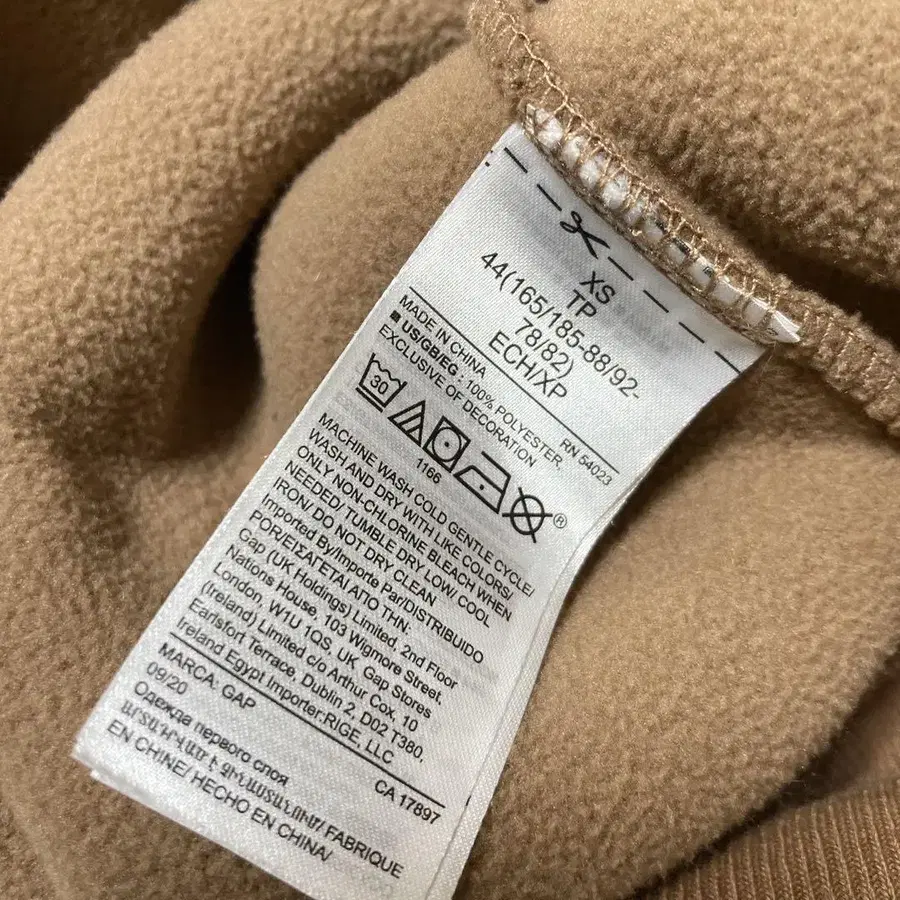 XS
TP
44(165/185-88/92-
78/82)
ECH/XP
MADE IN CHINA
RN 54023
■ US/GB/EG : 100% POLYESTER,
EXCLUSIVE OF DECORATION
30
1166
®
MACHINE WASH COLD GENTLE CYCLE/
WASH AND DRY WITH LIKE COLORS/
ONLY NON-CHLORINE BLEACH WHEN
NEEDED/ TUMBLE DRY LOW/ COOL
IRON/ DO NOT DRY CLEAN
Imported By/Importe Par/DISTRIBUIDO
POR/ΕΙΣΑΓΕΤΑΙ ΑΠΟ ΤΗΝ:
Gap (UK Holdings) Limited, 2nd Floor
Nations House, 103 Wigmore Street,
London, W1U 1QS, UK, Gap Stores
(Ireland) Limited c/o Arthur Cox, 10
Earlsfort Terrace, Dublin 2, D02 T380,
Ireland Egypt Importer:RIGE, LLC
MARCA: GAP
09/20
CA 17897
Одежда первого слоя
ԱՐՏԱԴՐՎԱԾ Է ՉԻՆԱՍՏԱՆՈՒՄ/ FABRIQUE
EN CHINE/ HECHO EN CHINA/